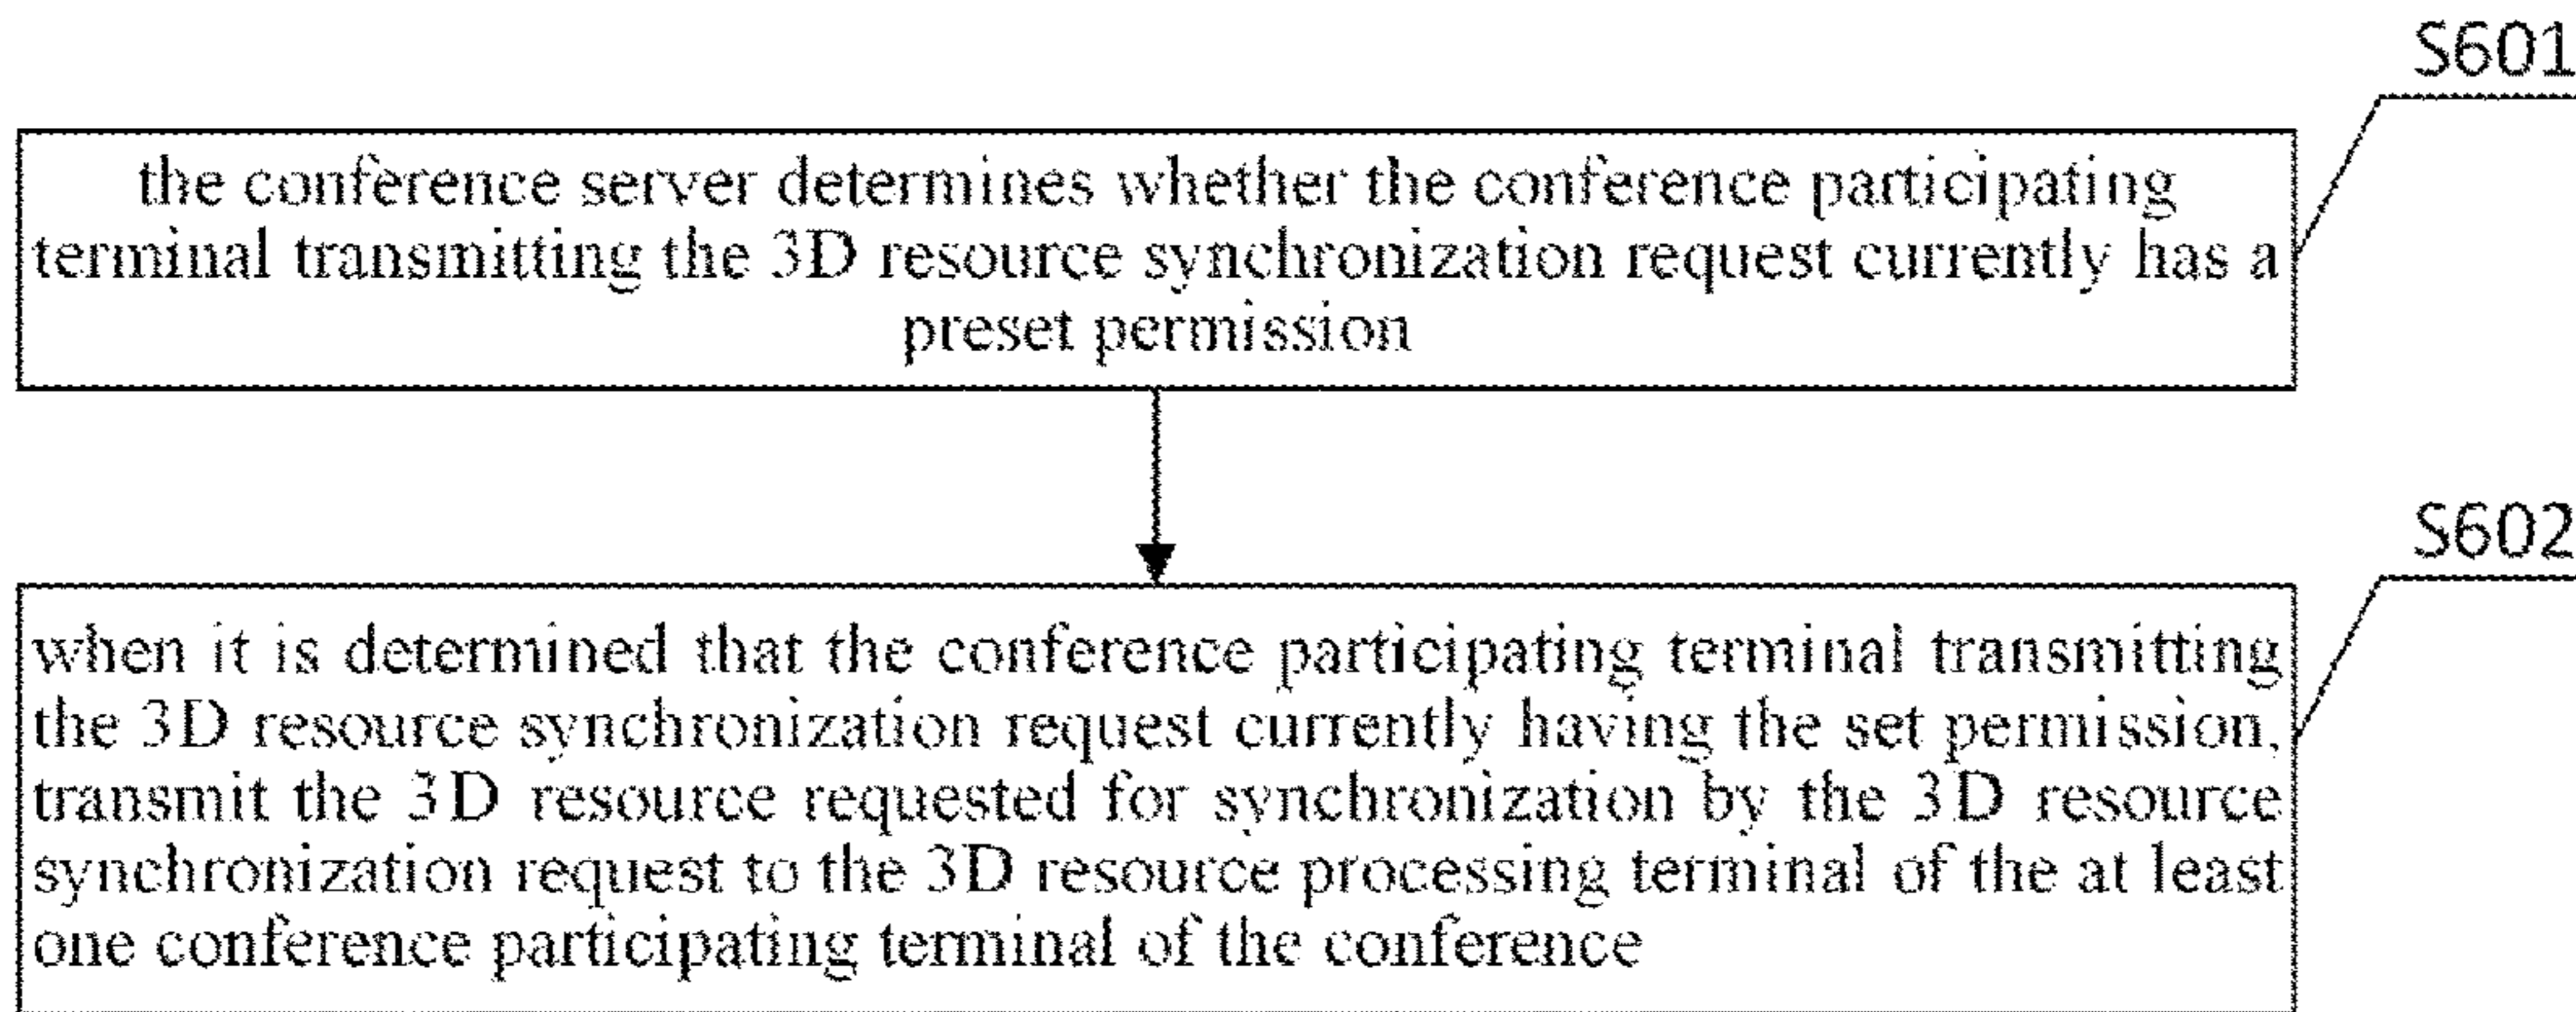 S601
the conference server determines whether the conference participating
terminal transmitting the 3D resource synchronization request currently has a
preset permission
S602
when it is determined that the conference participating terminal transmitting
the 3D resource synchronization request currently having the set permission,
transmit the 3D resource requested for synchronization by the 3D resource
synchronization request to the 3D resource processing terminal of the at least
one conference participating terminal of the conference